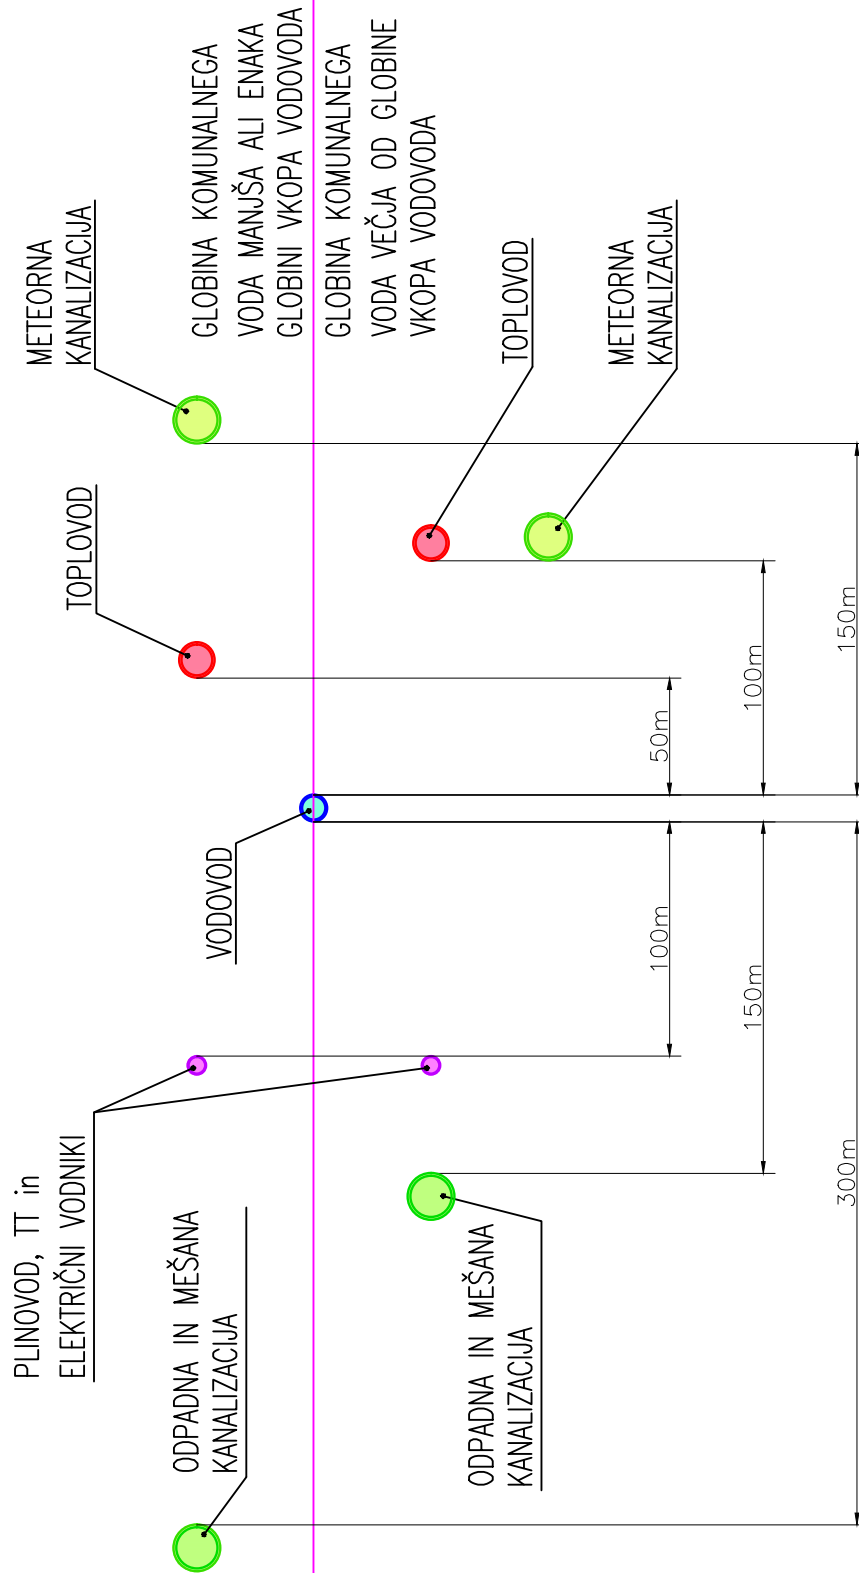 PLINOVOD, TT in
ELEKTRIČNI VODNIKI
ODPADNA IN MEŠANA
KANALIZACIJA
VODOVOD
TOPLOVOD
METEORNA
KANALIZACIJA
GLOBINA KOMUNALNEGA
VODA MANJŠA ALI ENAKA
GLOBINI VKOPA VODOVODA
GLOBINA KOMUNALNEGA
VODA VEČJA OD GLOBINE
VKOPA VODOVODA
ODPADNA IN MEŠANA
KANALIZACIJA
TOPLOVOD
METEORNA
KANALIZACIJA
100m
50m
150m
100m
300m
150m